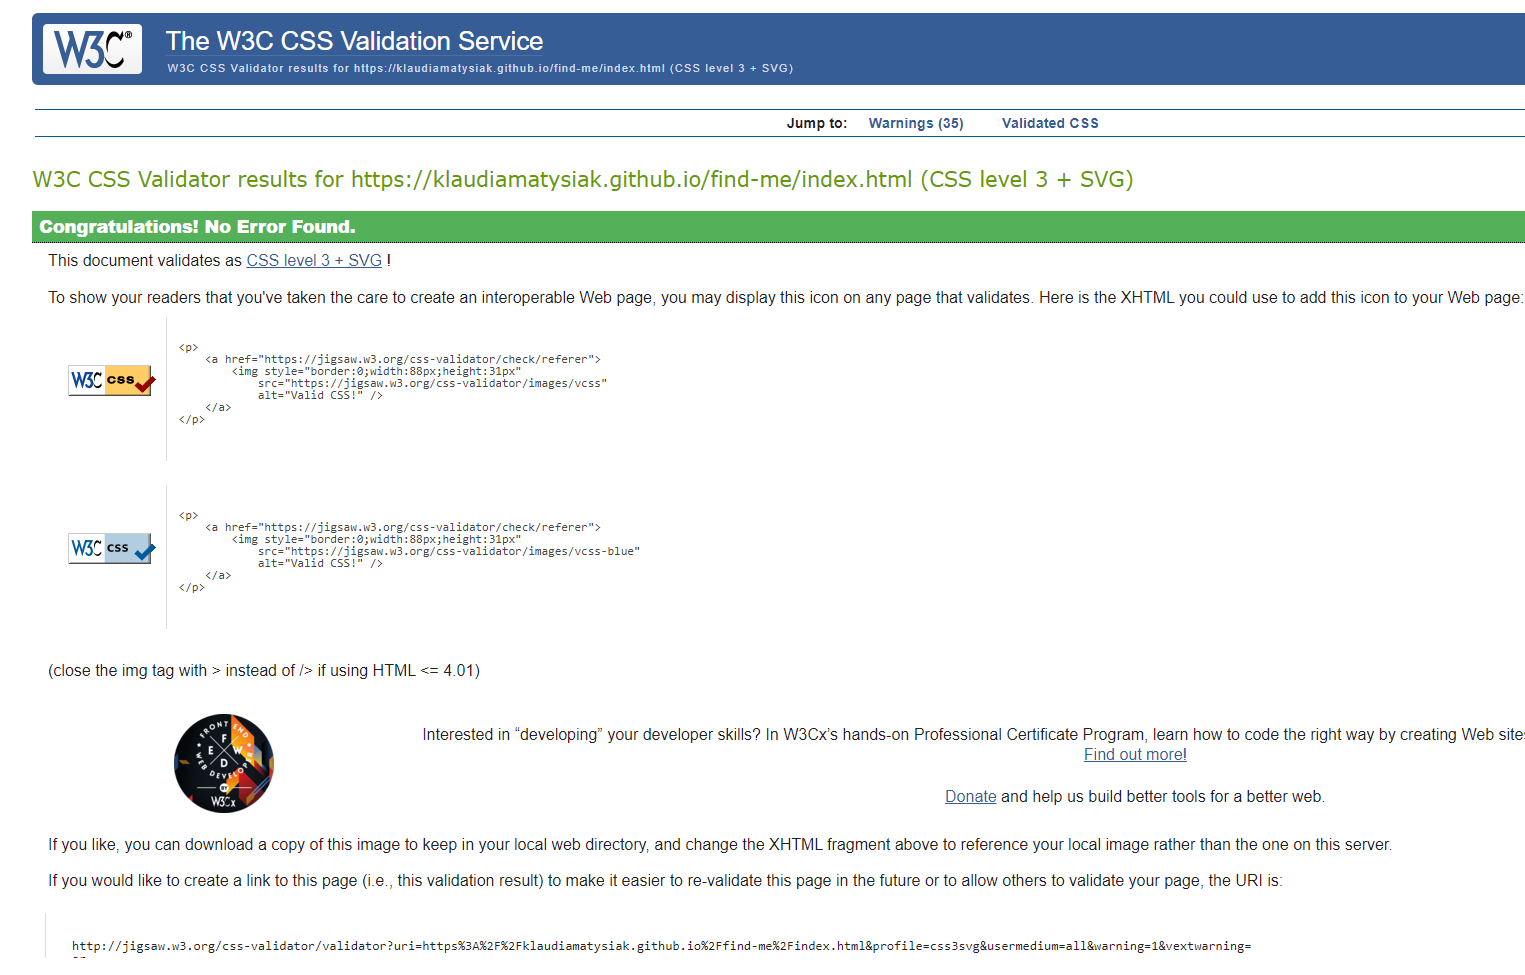 W3C®
The W3C CSS Validation Service
W3C CSS Validator results for https://klaudiamatysiak.github.io/find-me/index.html (CSS level 3 + SVG)
Jump to: Warnings (35) Validated CSS
W3C CSS Validator results for https://klaudiamatysiak.github.io/find-me/index.html (CSS level 3 + SVG)
Congratulations! No Error Found.
This document validates as CSS level 3 + SVG !
To show your readers that you've taken the care to create an interoperable Web page, you may display this icon on any page that validates. Here is the XHTML you could use to add this icon to your Web page:
W3C css
<p>
<a href="https://jigsaw.w3.org/css-validator/check/referer">
<img style="border:0;width:88px;height:31px"
src="https://jigsaw.w3.org/css-validator/images/vcss"
alt="Valid CSS!" />
</a>
</p>
W3C css
<p>
<a href="https://jigsaw.w3.org/css-validator/check/referer">
<img style="border:0;width:88px;height:31px"
src="https://jigsaw.w3.org/css-validator/images/vcss-blue"
alt="Valid CSS!" />
</a>
</p>
(close the img tag with > instead of /> if using HTML <= 4.01)
FRONT END
F
E W
D
WEB DEVELOPER
W3Cx
Interested in “developing” your developer skills? In W3Cx’s hands-on Professional Certificate Program, learn how to code the right way by creating Web sites
Find out more!
Donate and help us build better tools for a better web.
If you like, you can download a copy of this image to keep in your local web directory, and change the XHTML fragment above to reference your local image rather than the one on this server.
If you would like to create a link to this page (i.e., this validation result) to make it easier to re-validate this page in the future or to allow others to validate your page, the URI is:
http://jigsaw.w3.org/css-validator/validator?uri=https%3A%2F%2Fklaudiamatysiak.github.io%2Ffind-me%2Findex.html&profile=css3svg&usermedium=all&warning=1&vextwarning=